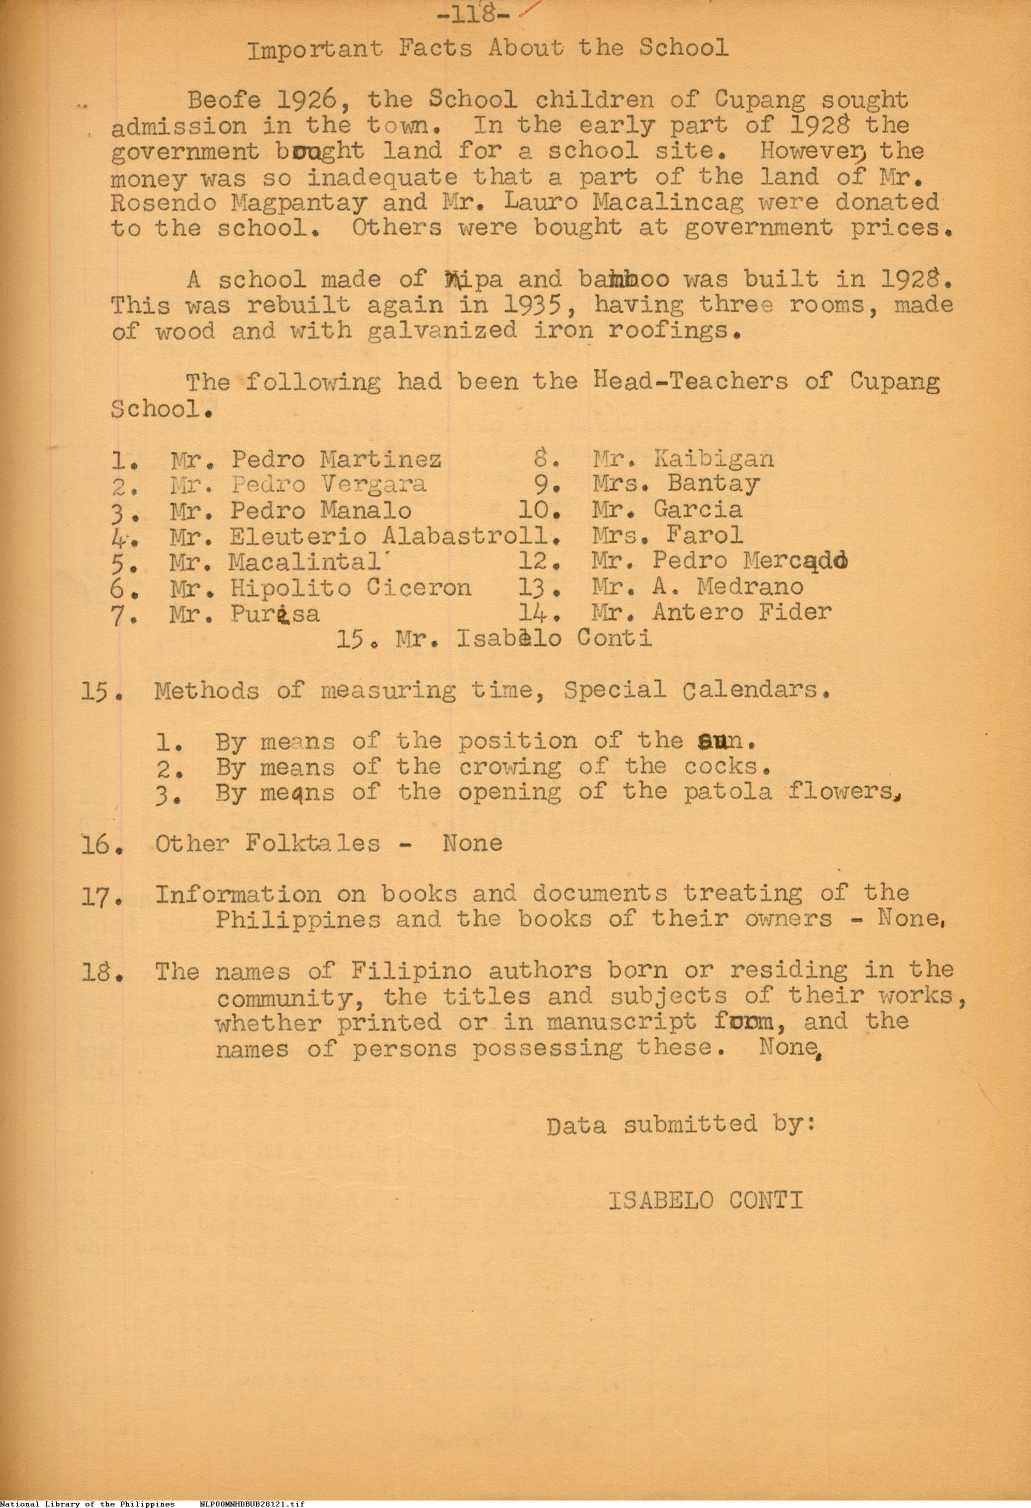 -118-
Important Facts About the School
Beofe 1926, the School children of Cupang sought
admission in the town. In the early part of 1928 the
government bought land for a school site. However, the
money was so inadequate that a part of the land of Mr.
Rosendo Magpantay and Mr. Lauro Macalincag were donated
to the school. Others were bought at government prices.
A school made of Nipa and bamboo was built in 1928.
This was rebuilt again in 1935, having three rooms, made
of wood and with galvanized iron roofings.
The following had been the Head-Teachers of Cupang
School.
1. Mr. Pedro Martinez 8. Mr. Kaibigan
2. Mr. Pedro Vergara 9. Mrs. Bantay
3. Mr. Pedro Manalo 10. Mr. Garcia
4. Mr. Eleuterio Alabastroll. Mrs. Farol
5. Mr. Macalintal 12. Mr. Pedro Mercado
6. Mr. Hipolito Ciceron 13. Mr. A. Medrano
7. Mr. Purisa 14. Mr. Antero Fider
15. Mr. Isabelo Conti
15. Methods of measuring time, Special Calendars.
1. By means of the position of the sun.
2. By means of the crowing of the cocks.
3. By means of the opening of the patola flowers.
16. Other Folktales - None
17. Information on books and documents treating of the
Philippines and the books of their owners - None.
18. The names of Filipino authors born or residing in the
community, the titles and subjects of their works,
whether printed or in manuscript form, and the
names of persons possessing these. None.
Data submitted by:
ISABELO CONTI
National Library of the Philippines NLPOOMNHDBUB28121.tif